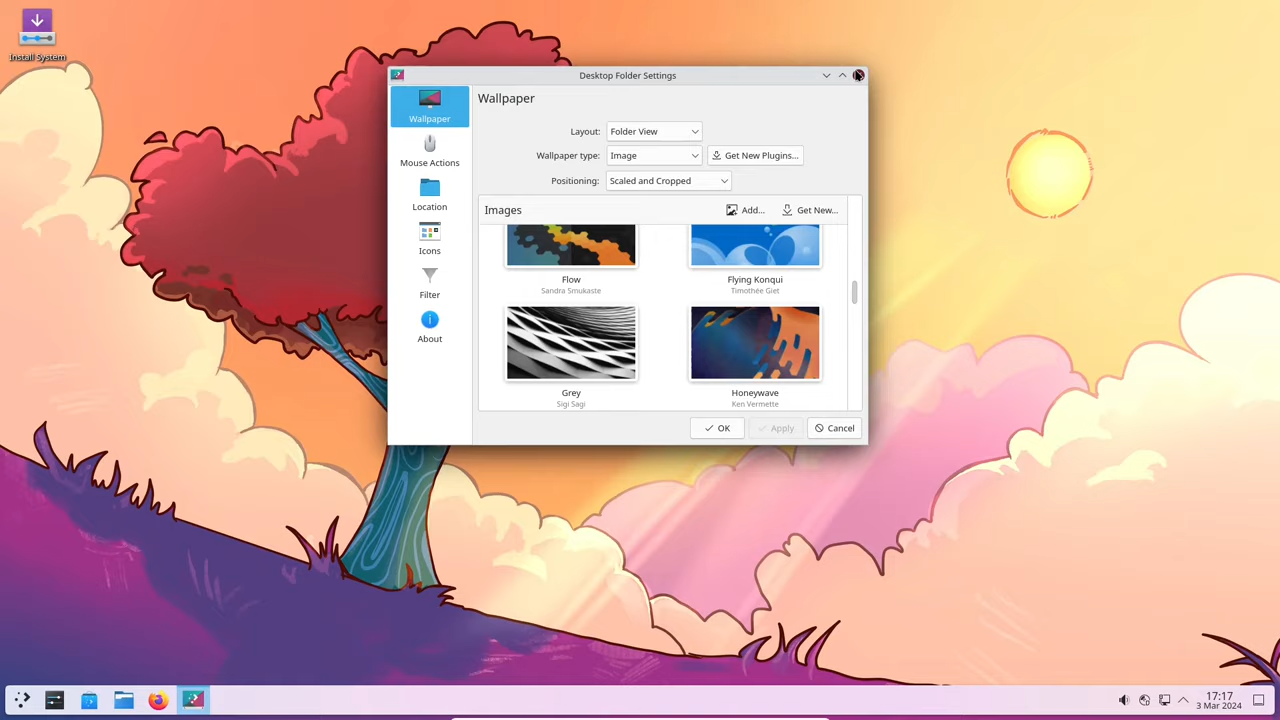 Install System
Desktop Folder Settings
Wallpaper
Mouse Actions
Location
Icons
Filter
About
Wallpaper
Layout: Folder View
Wallpaper type: Image Get New Plugins...
Positioning: Scaled and Cropped
Images Add... Get New...
Flow Flying Konqui
Sandra Smukaste Timothée Giet
Grey Honeywave
Sigi Sagi Ken Vermette
OK Apply Cancel
17:17
3 Mar 2024